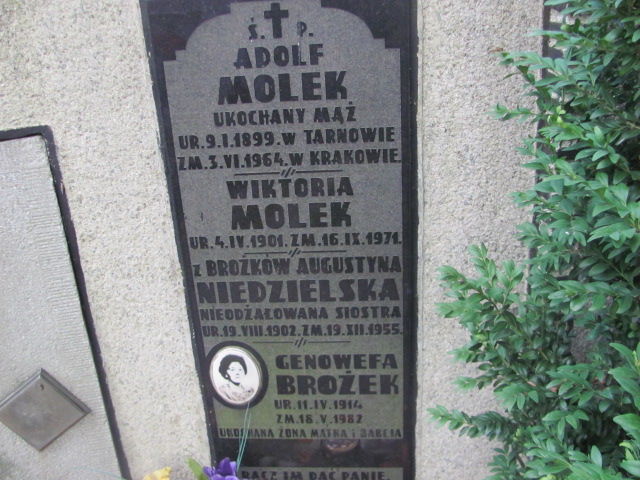 Ś. P.
ADOLF
MOLEK
UKOCHANY MĄŻ
UR. 9. I. 1899. W TARNOWIE
ZM. 3. VI. 1964. W KRAKOWIE.
WIKTORIA
MOLEK
UR. 4. IV. 1901. ZM. 16. IX. 1971.
z BROŻKÓW AUGUSTYNA
NIEDZIELSKA
NIEODŻAŁOWANA SIOSTRA
UR. 19. VIII. 1902. ZM. 19. XII. 1955.
GENOWEFA
BROŻEK
UR. 11. IV. 1914
ZM. 18. V. 1982
UKOCHANA ŻONA MATKA I BABCIA
RACZ IM DAĆ PANIE.